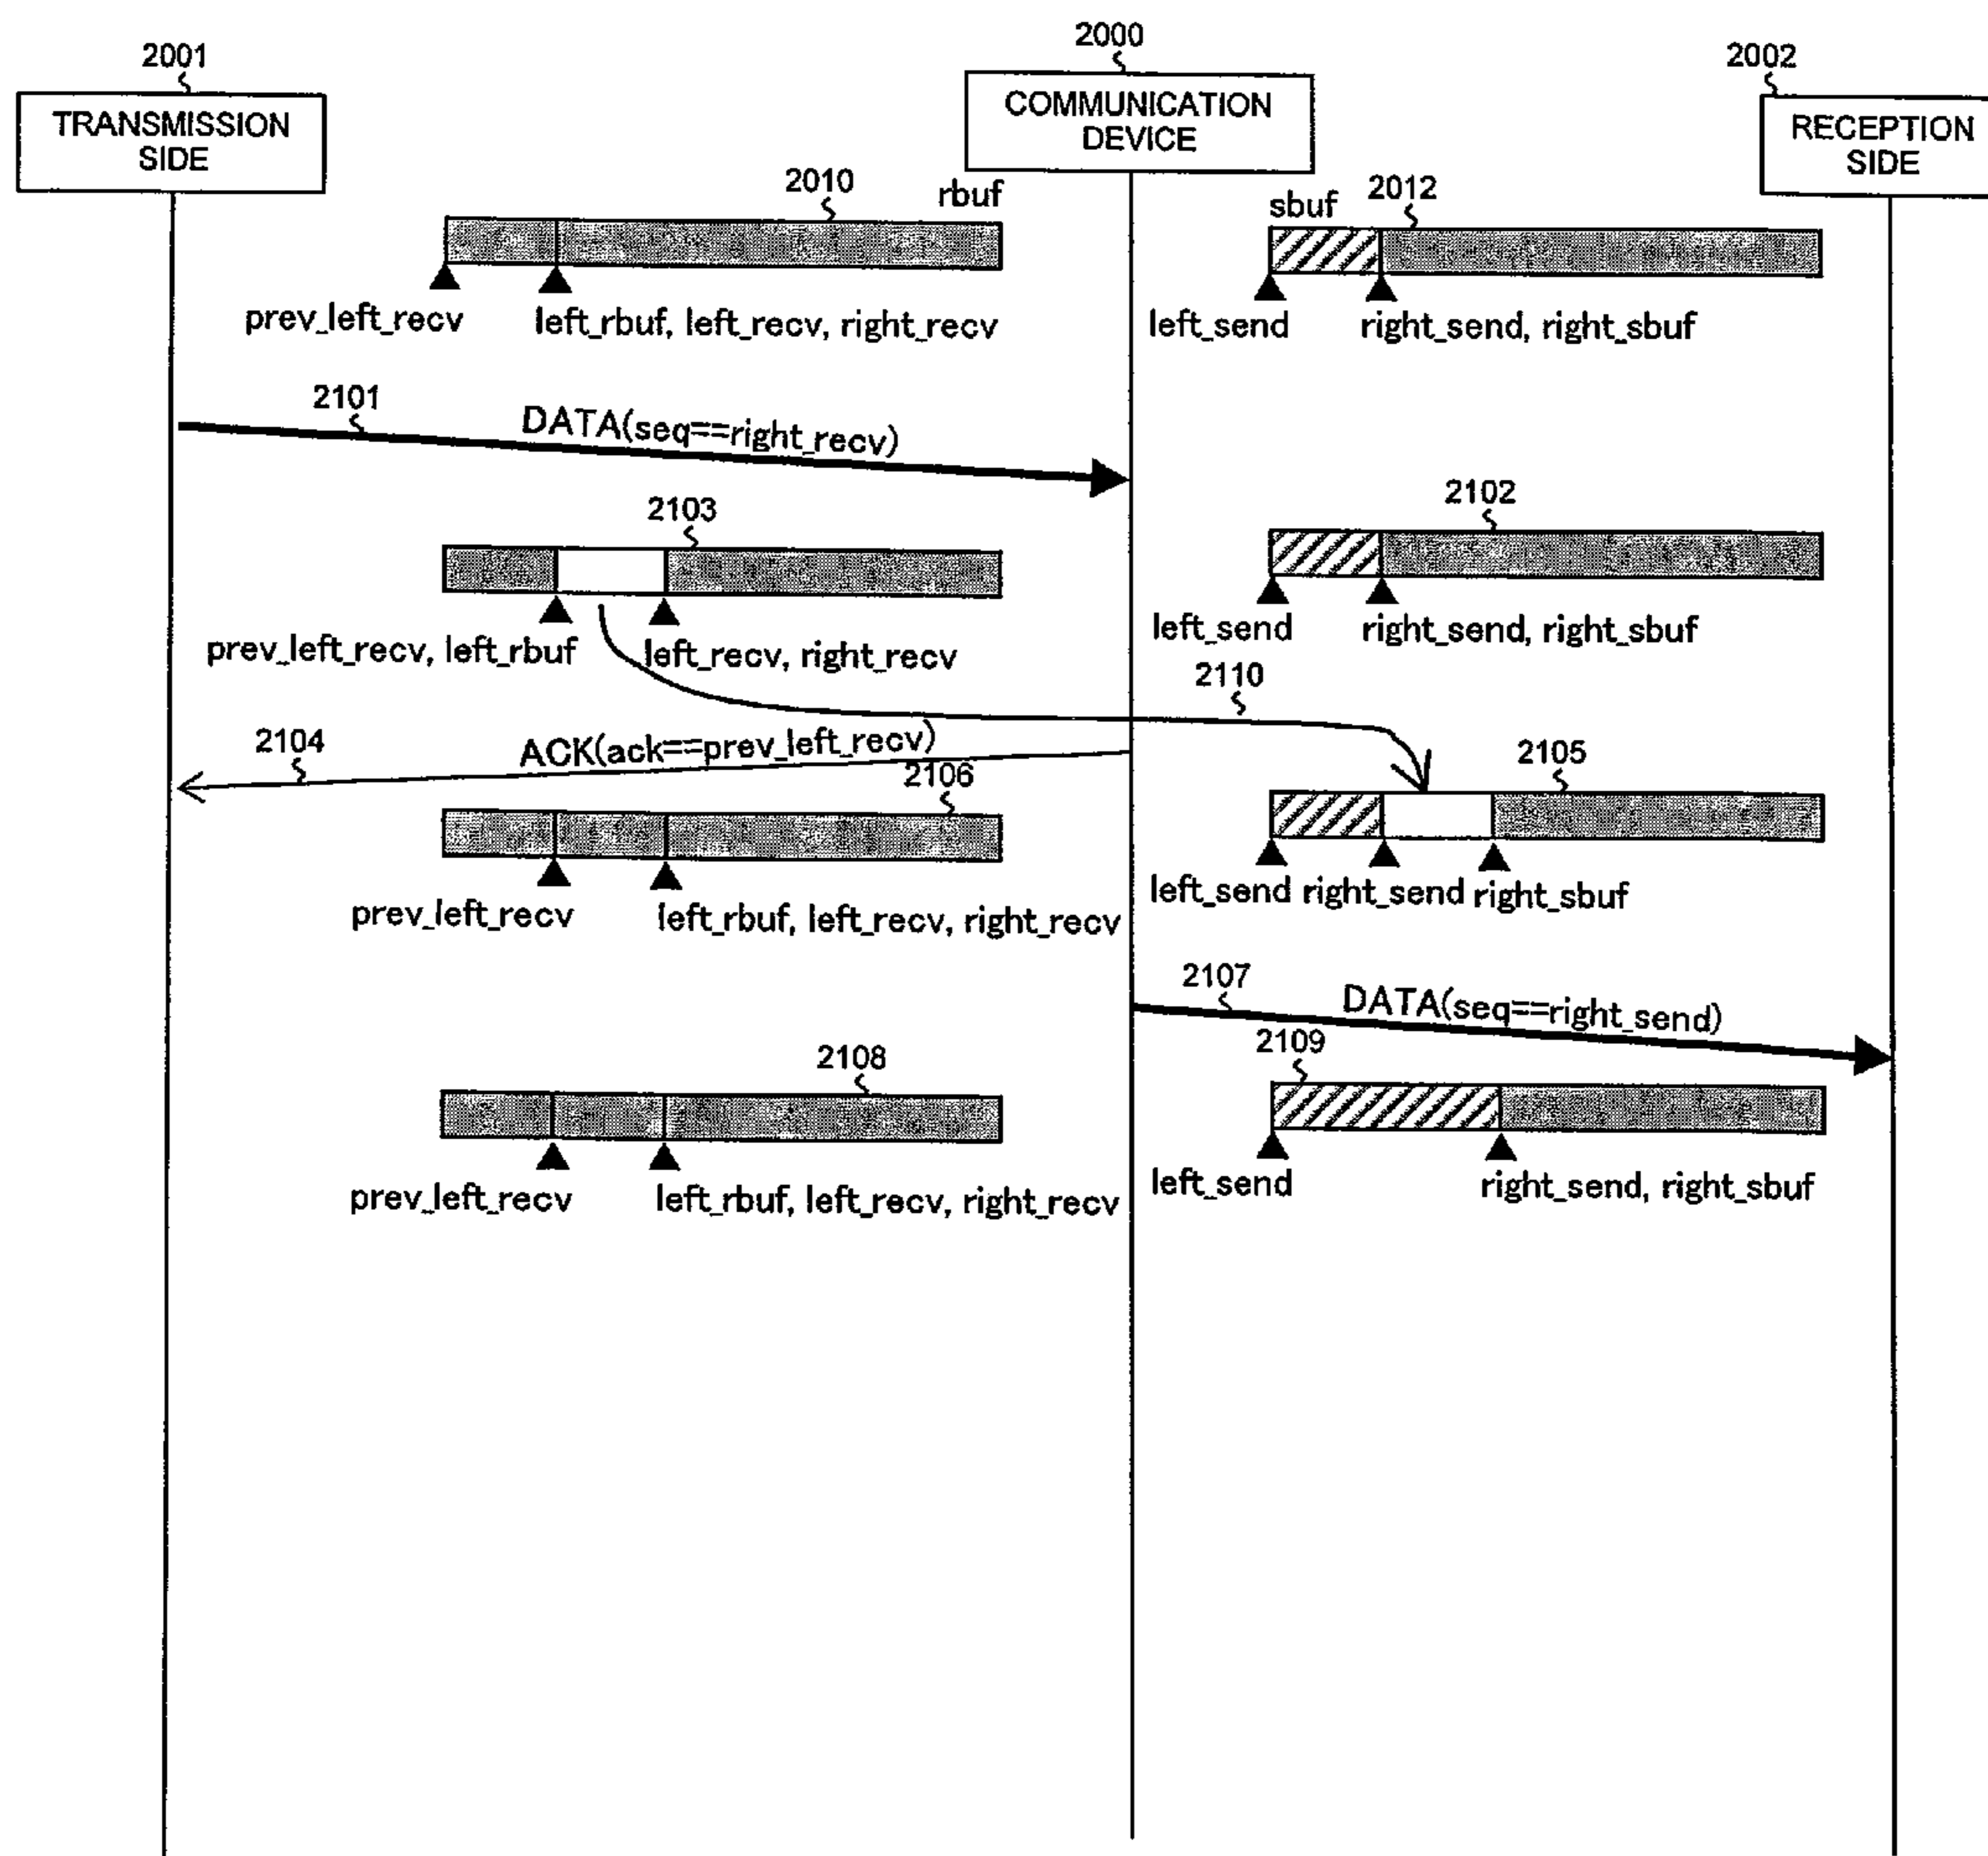 2001
2000
2002
TRANSMISSION
SIDE
COMMUNICATION
DEVICE
RECEPTION
SIDE
2010
rbuf
sbuf
2012
prev_left_recv
left_rbuf, left_recv, right_recv
left_send
right_send, right_sbuf
2101
DATA(seq==right_recv)
2103
2102
prev_left_recv, left_rbuf
left_recv, right_recv
left_send
right_send, right_sbuf
2110
2104
ACK(ack==prev_left_recv)
2106
2105
prev_left_recv
left_rbuf, left_recv, right_recv
left_send
right_send
right_sbuf
2107
DATA(seq==right_send)
2108
2109
prev_left_recv
left_rbuf, left_recv, right_recv
left_send
right_send, right_sbuf